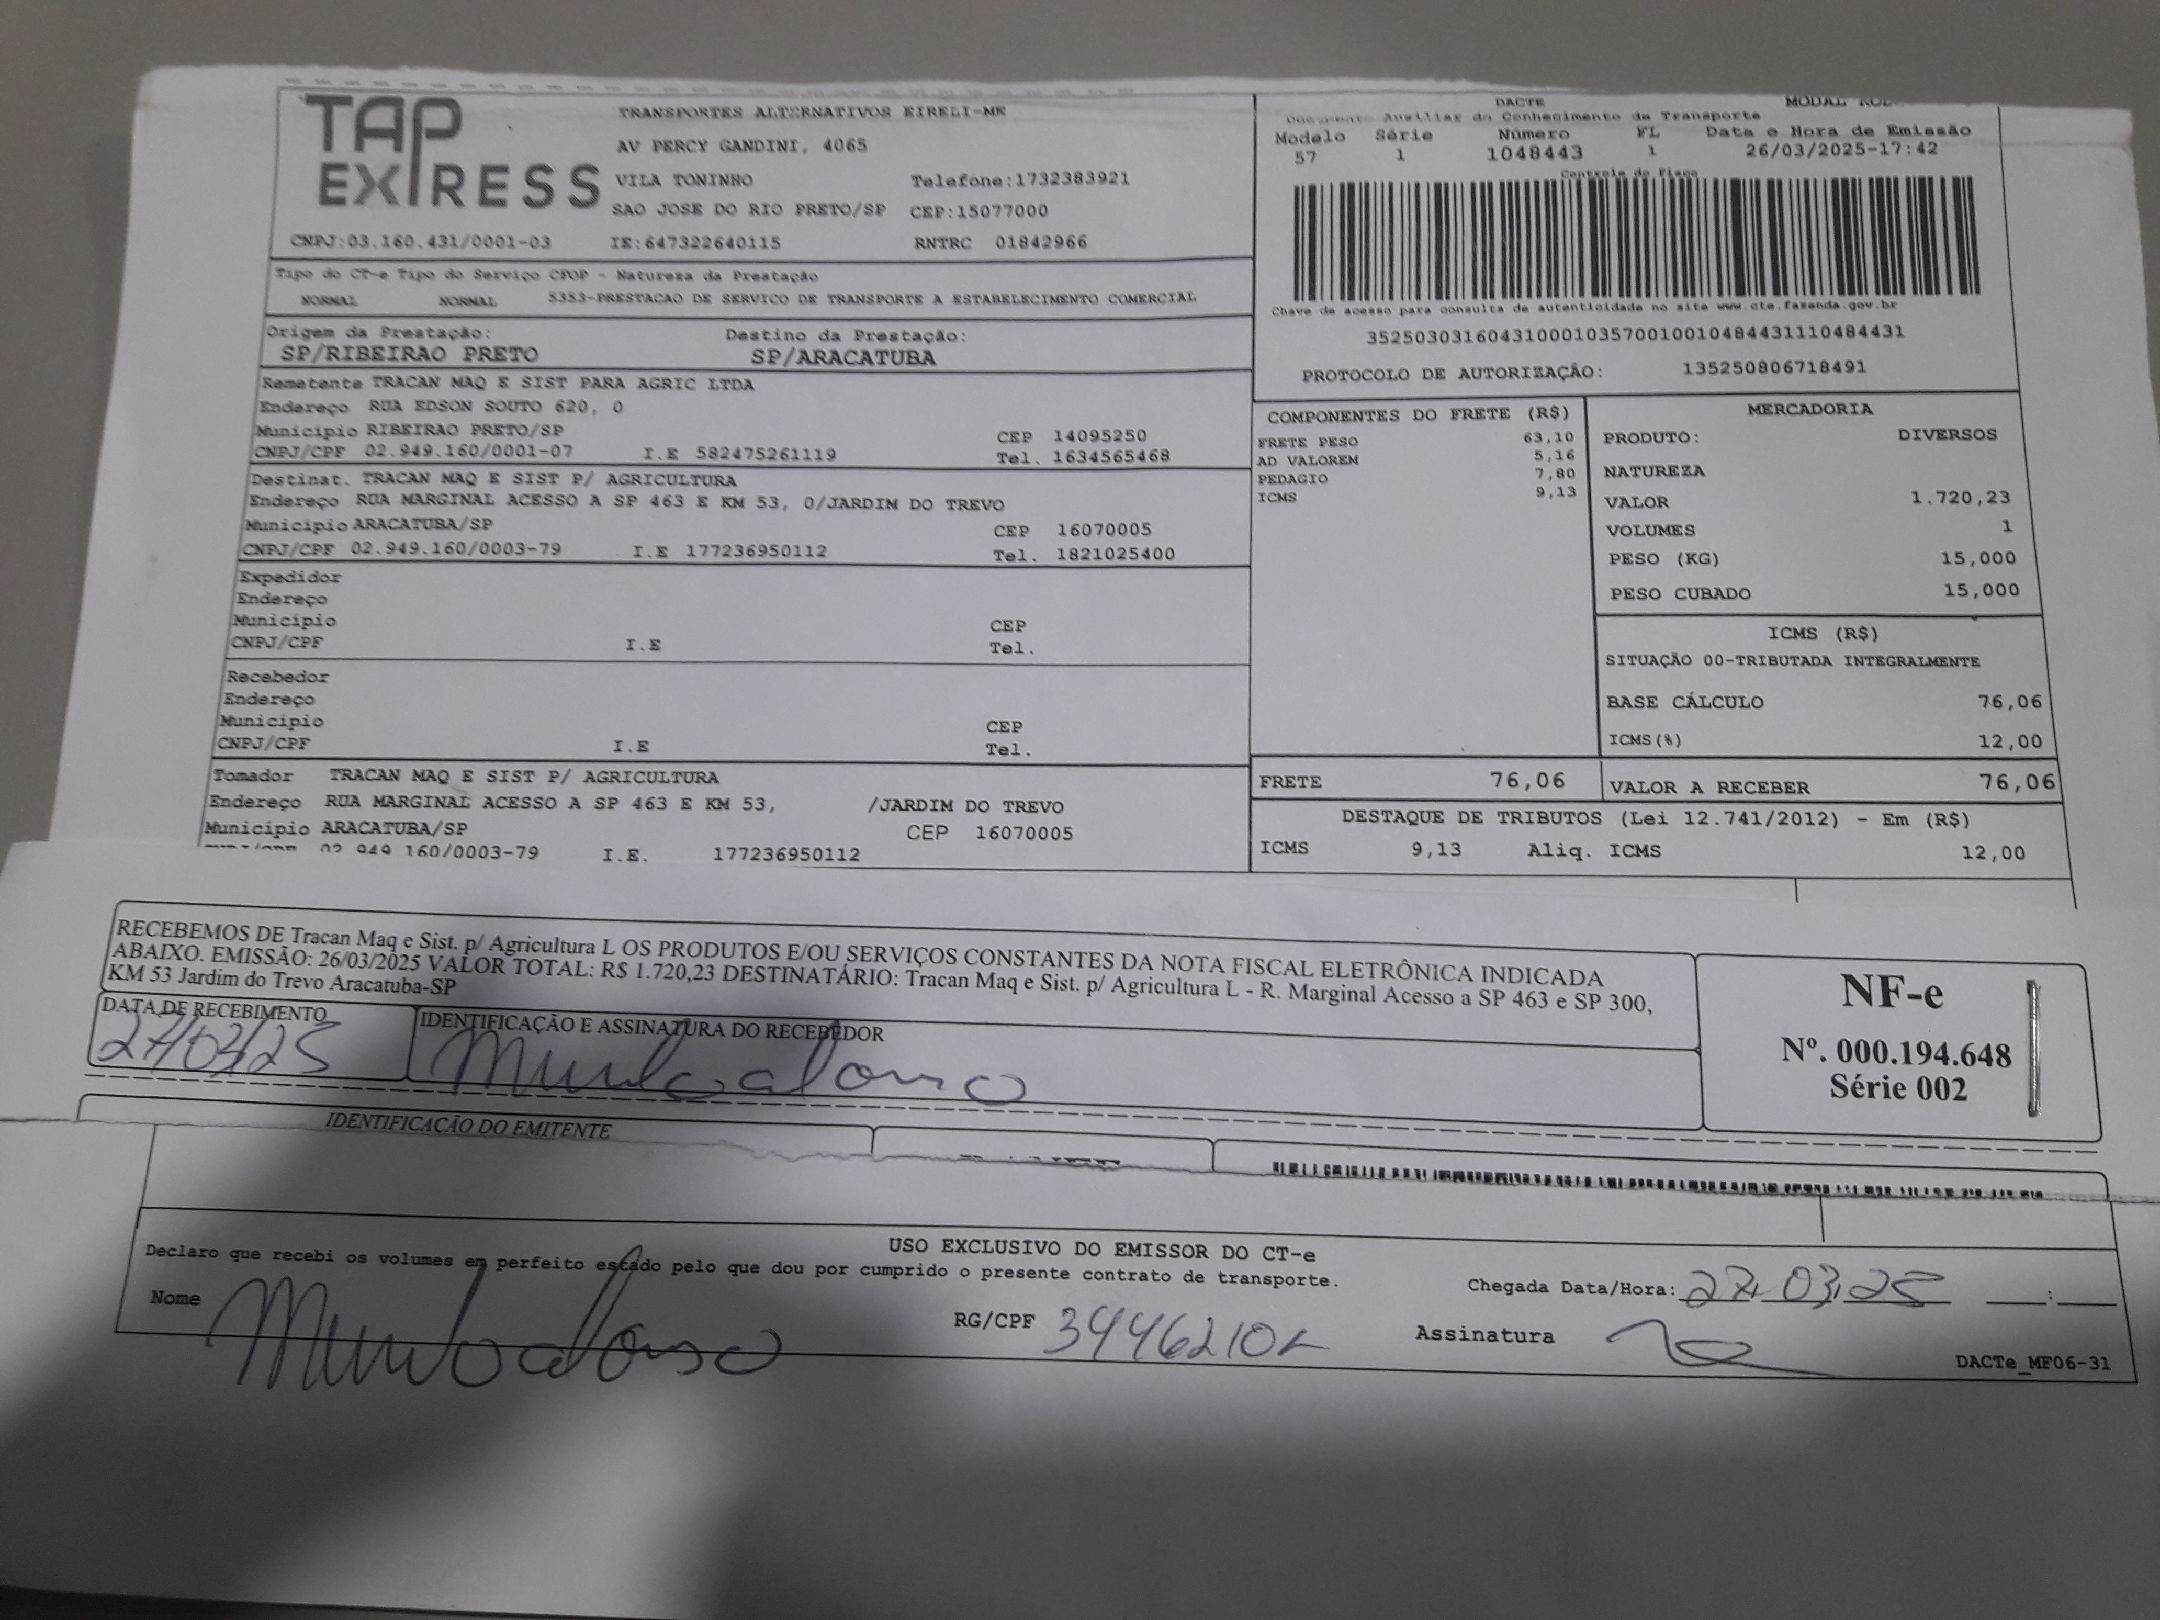 TAP EXPRESS
TRANSPORTES ALTERNATIVOS EIRELI-ME
AV PERCY GANDINI, 4065
VILA TONINHO Telefone:1732383921
SAO JOSE DO RIO PRETO/SP CEP:15077000
CNPJ:03.160.431/0001-03 IE:647322640115 RNTRC 01842966
Tipo do CT-e Tipo do Serviço CFOP - Natureza da Prestação
NORMAL NORMAL 5353-PRESTACAO DE SERVICO DE TRANSPORTE A ESTABELECIMENTO COMERCIAL
Origem da Prestação: Destino da Prestação:
SP/RIBEIRAO PRETO SP/ARACATUBA
Remetente TRACAN MAQ E SIST PARA AGRIC LTDA
Endereço RUA EDSON SOUTO 620, 0
Município RIBEIRAO PRETO/SP CEP 14095250
CNPJ/CPF 02.949.160/0001-07 I.E 582475261119 Tel. 1634565468
Destinat. TRACAN MAQ E SIST P/ AGRICULTURA
Endereço RUA MARGINAL ACESSO A SP 463 E KM 53, 0/JARDIM DO TREVO
Município ARACATUBA/SP CEP 16070005
CNPJ/CPF 02.949.160/0003-79 I.E 177236950112 Tel. 1821025400
Expedidor
Endereço
Município CEP
CNPJ/CPF I.E Tel.
Recebedor
Endereço
Município CEP
CNPJ/CPF I.E Tel.
Tomador TRACAN MAQ E SIST P/ AGRICULTURA
Endereço RUA MARGINAL ACESSO A SP 463 E KM 53, /JARDIM DO TREVO
Município ARACATUBA/SP CEP 16070005
CNPJ/CPF 02.949.160/0003-79 I.E. 177236950112
DACTE MODAL
Documento Auxiliar do Conhecimento de Transporte
Modelo Série Número FL Data e Hora de Emissão
57 1 1048443 1 26/03/2025-17:42
Controle do Fisco
Chave de acesso para consulta de autenticidade no site www.cte.fazenda.gov.br
35250303160431000103570010010484431110484431
PROTOCOLO DE AUTORIZAÇÃO: 135250806718491
COMPONENTES DO FRETE (R$)
FRETE PESO 63,10
AD VALOREM 5,16
PEDAGIO 7,80
ICMS 9,13
MERCADORIA
PRODUTO: DIVERSOS
NATUREZA
VALOR 1.720,23
VOLUMES 1
PESO (KG) 15,000
PESO CUBADO 15,000
ICMS (R$)
SITUAÇÃO 00-TRIBUTADA INTEGRALMENTE
BASE CÁLCULO 76,06
ICMS(%) 12,00
FRETE 76,06 VALOR A RECEBER 76,06
DESTAQUE DE TRIBUTOS (Lei 12.741/2012) - Em (R$)
ICMS 9,13 Aliq. ICMS 12,00
RECEBEMOS DE Tracan Maq e Sist. p/ Agricultura L OS PRODUTOS E/OU SERVIÇOS CONSTANTES DA NOTA FISCAL ELETRÔNICA INDICADA
ABAIXO. EMISSÃO: 26/03/2025 VALOR TOTAL: R$ 1.720,23 DESTINATÁRIO: Tracan Maq e Sist. p/ Agricultura L - R. Marginal Acesso a SP 463 e SP 300,
KM 53 Jardim do Trevo Aracatuba-SP
DATA DE RECEBIMENTO IDENTIFICAÇÃO E ASSINATURA DO RECEBEDOR
27/03/25
NF-e
Nº. 000.194.648
Série 002
IDENTIFICAÇÃO DO EMITENTE
USO EXCLUSIVO DO EMISSOR DO CT-e
Declaro que recebi os volumes em perfeito estado pelo que dou por cumprido o presente contrato de transporte.
Chegada Data/Hora: 27.03.25 __:__
Nome RG/CPF Assinatura
DACTe_MF06-31